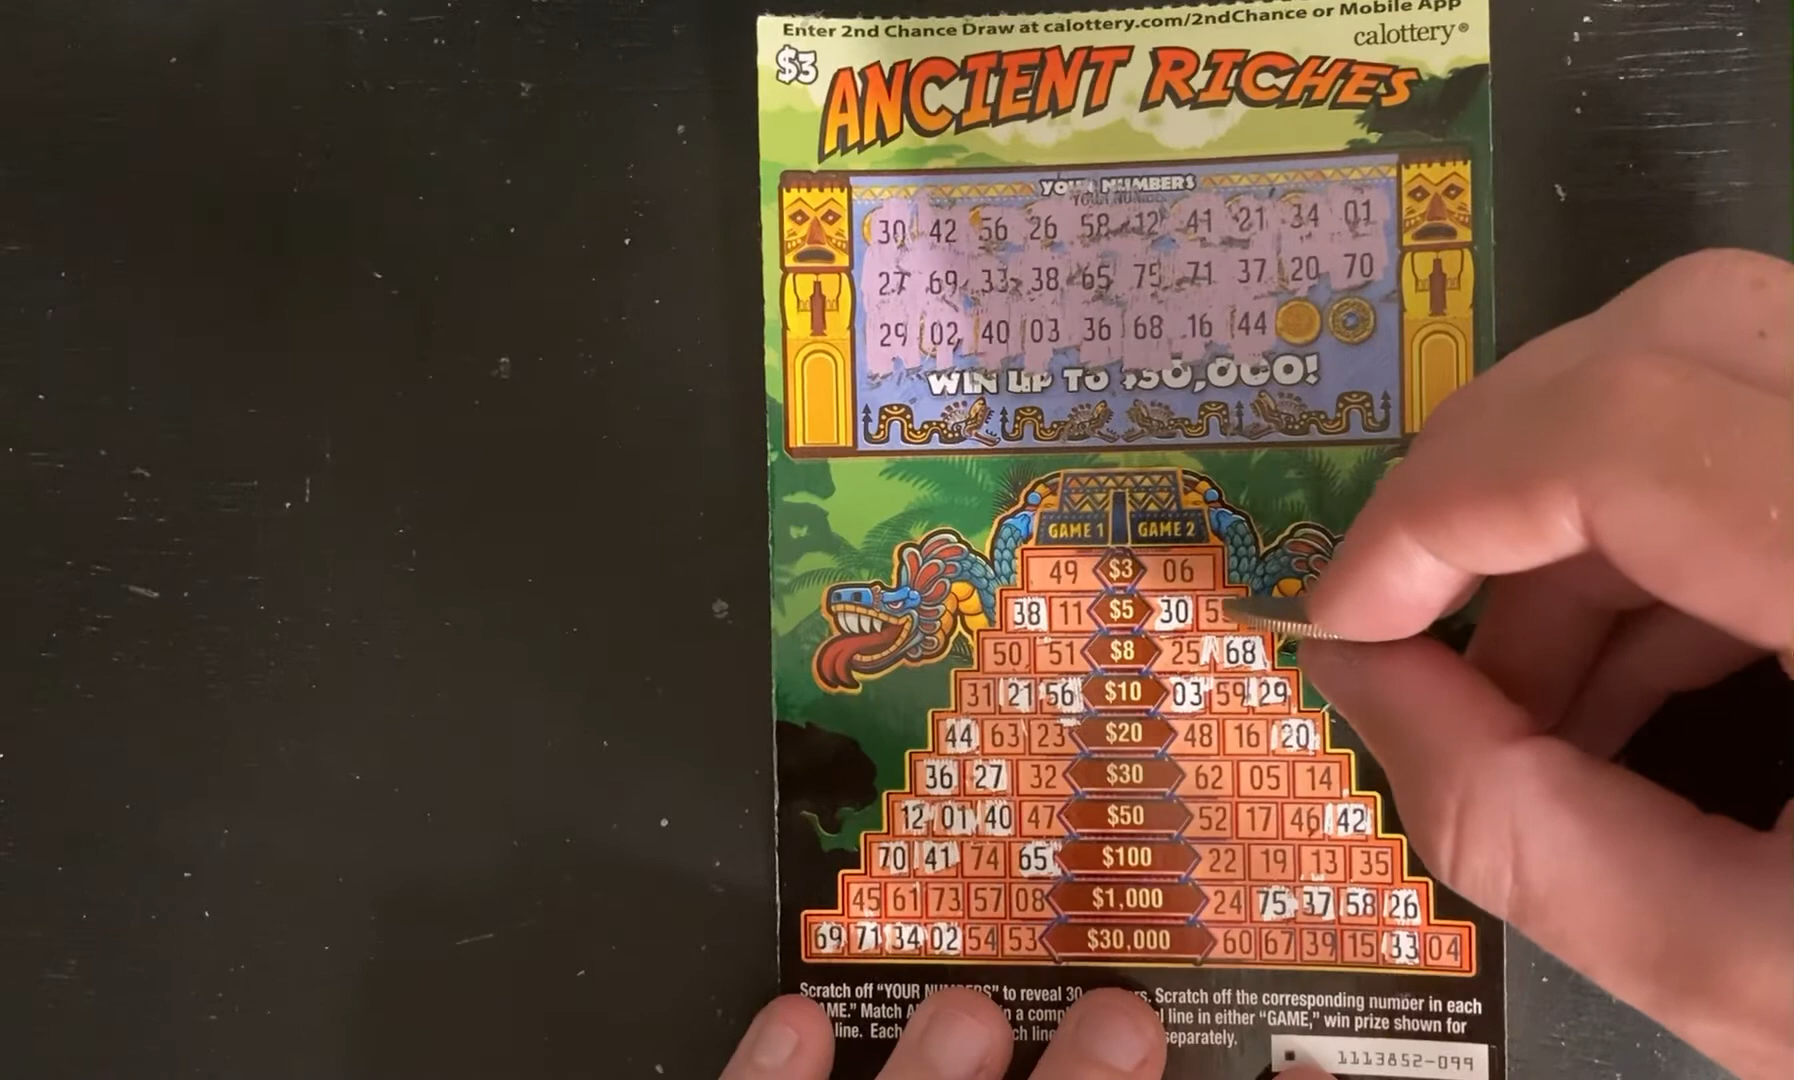 Enter 2nd Chance Draw at calottery.com/2ndChance or Mobile App
$3
calottery®
ANCIENT RICHES
YOUR NUMBERS
30 42 56 26 58 12 41 21 34 01
27 69 33 38 65 75 71 37 20 70
29 02 40 03 36 68 16 44
WIN UP TO $30,000!
GAME 1 GAME 2
49 $3 06
38 11 $5 30
50 51 $8 25 68
31 21 56 $10 03 59 29
44 63 23 $20 48 16 20
36 27 32 $30 62 05 14
12 01 40 47 $50 52 17 46 42
70 41 74 65 $100 22 19 13 35
45 61 73 57 08 $1,000 24 75 37 58 26
69 71 34 02 54 53 $30,000 60 67 39 15 33 04
Scratch off "YOUR NUMBERS" to reveal 30 Scratch off the corresponding number in each
Match in a line in either "GAME," win prize shown for
line. Each line separately.
1113852-099